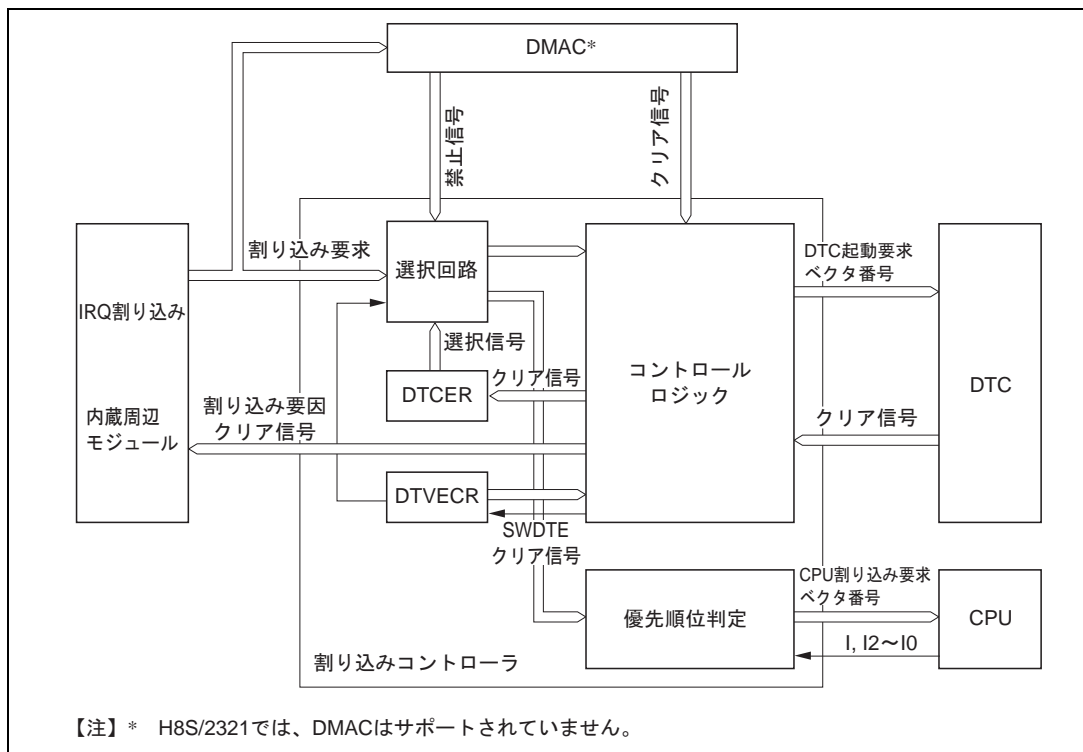 DMAC*
禁止信号
クリア信号
割り込み要求
選択回路
DTC起動要求
ベクタ番号
IRQ割り込み
選択信号
コントロール
ロジック
DTC
DTCER
クリア信号
内蔵周辺
モジュール
割り込み要因
クリア信号
クリア信号
DTVECR
SWDTE
クリア信号
CPU割り込み要求
ベクタ番号
優先順位判定
CPU
I, I2～I0
割り込みコントローラ
【注】* H8S/2321では、DMACはサポートされていません。